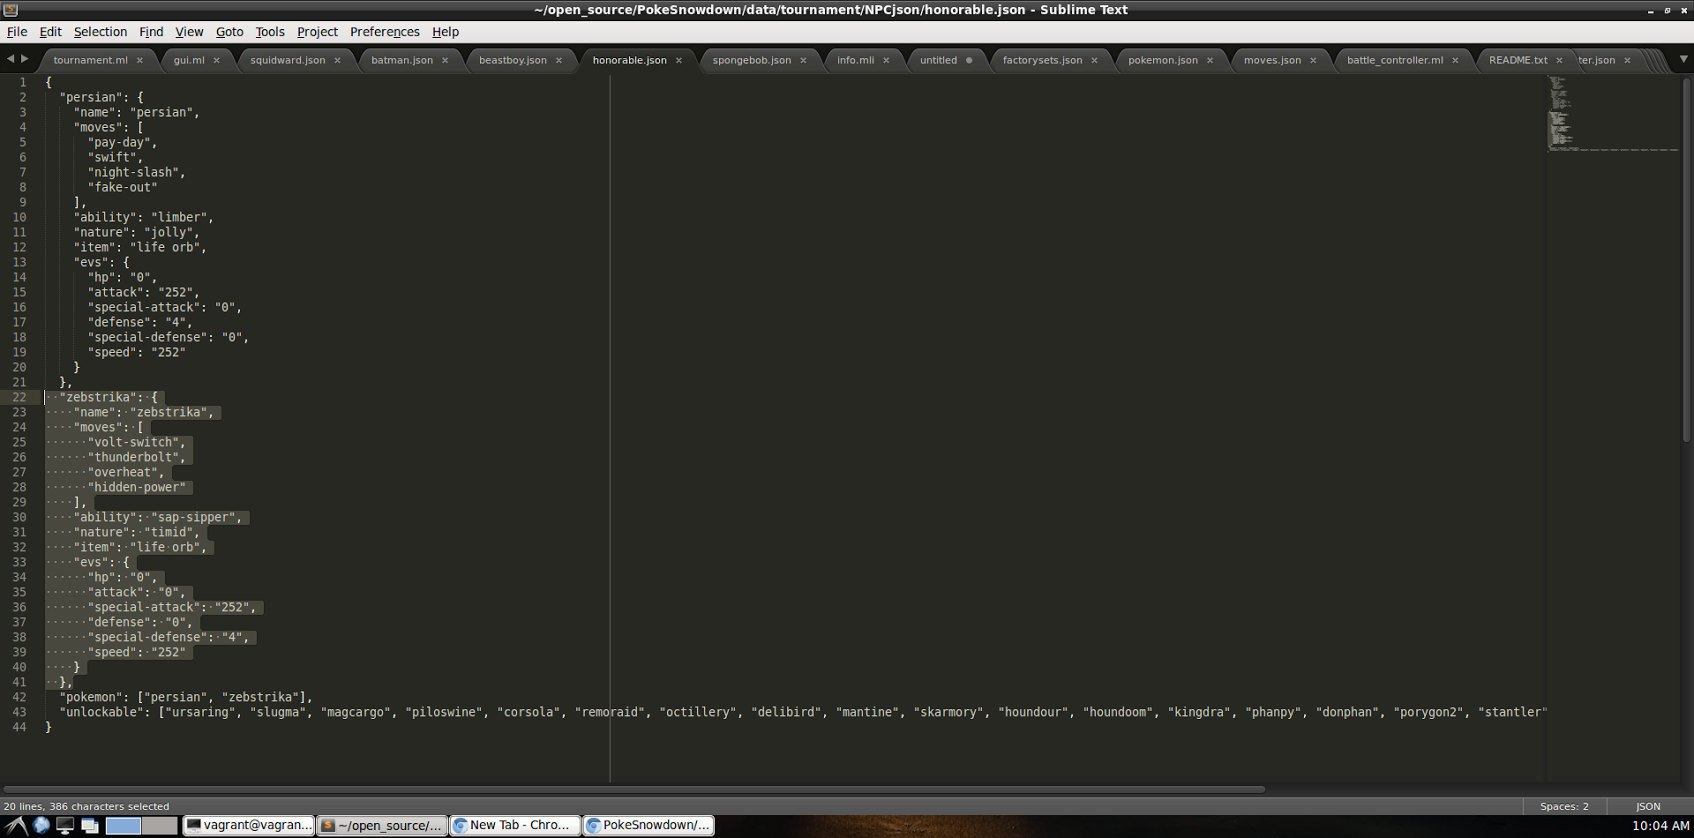 ~/open_source/PokeSnowdown/data/tournament/NPCjson/honorable.json - Sublime Text
File Edit Selection Find View Goto Tools Project Preferences Help
tournament.ml × gui.ml × squidward.json × batman.json × beastboy.json × honorable.json × spongebob.json × info.mli × untitled factorysets.json × pokemon.json × moves.json × battle_controller.ml × README.txt × ter.json ×
1 {
2 "persian": {
3 "name": "persian",
4 "moves": [
5 "pay-day",
6 "swift",
7 "night-slash",
8 "fake-out"
9 ],
10 "ability": "limber",
11 "nature": "jolly",
12 "item": "life orb",
13 "evs": {
14 "hp": "0",
15 "attack": "252",
16 "special-attack": "0",
17 "defense": "4",
18 "special-defense": "0",
19 "speed": "252"
20 }
21 },
22 "zebstrika": {
23 "name": "zebstrika",
24 "moves": [
25 "volt-switch",
26 "thunderbolt",
27 "overheat",
28 "hidden-power"
29 ],
30 "ability": "sap-sipper",
31 "nature": "timid",
32 "item": "life orb",
33 "evs": {
34 "hp": "0",
35 "attack": "0",
36 "special-attack": "252",
37 "defense": "0",
38 "special-defense": "4",
39 "speed": "252"
40 }
41 },
42 "pokemon": ["persian", "zebstrika"],
43 "unlockable": ["ursaring", "slugma", "magcargo", "piloswine", "corsola", "remoraid", "octillery", "delibird", "mantine", "skarmory", "houndour", "houndoom", "kingdra", "phanpy", "donphan", "porygon2", "stantler"
44 }
20 lines, 386 characters selected Spaces: 2 JSON
vagrant@vagran... ~/open_source/... New Tab - Chro... PokeSnowdown/... 10:04 AM